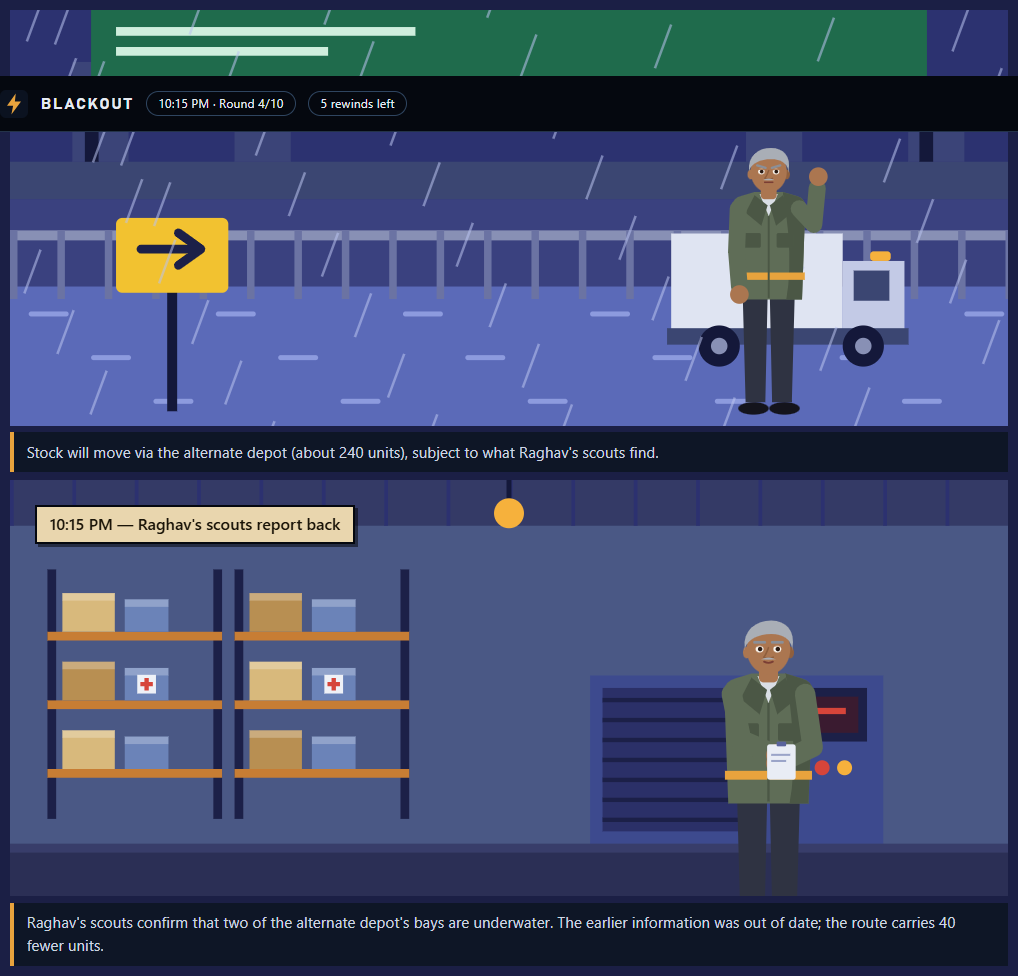 BLACKOUT
10:15 PM · Round 4/10
5 rewinds left
Stock will move via the alternate depot (about 240 units), subject to what Raghav's scouts find.
10:15 PM — Raghav's scouts report back
Raghav's scouts confirm that two of the alternate depot's bays are underwater. The earlier information was out of date; the route carries 40
fewer units.